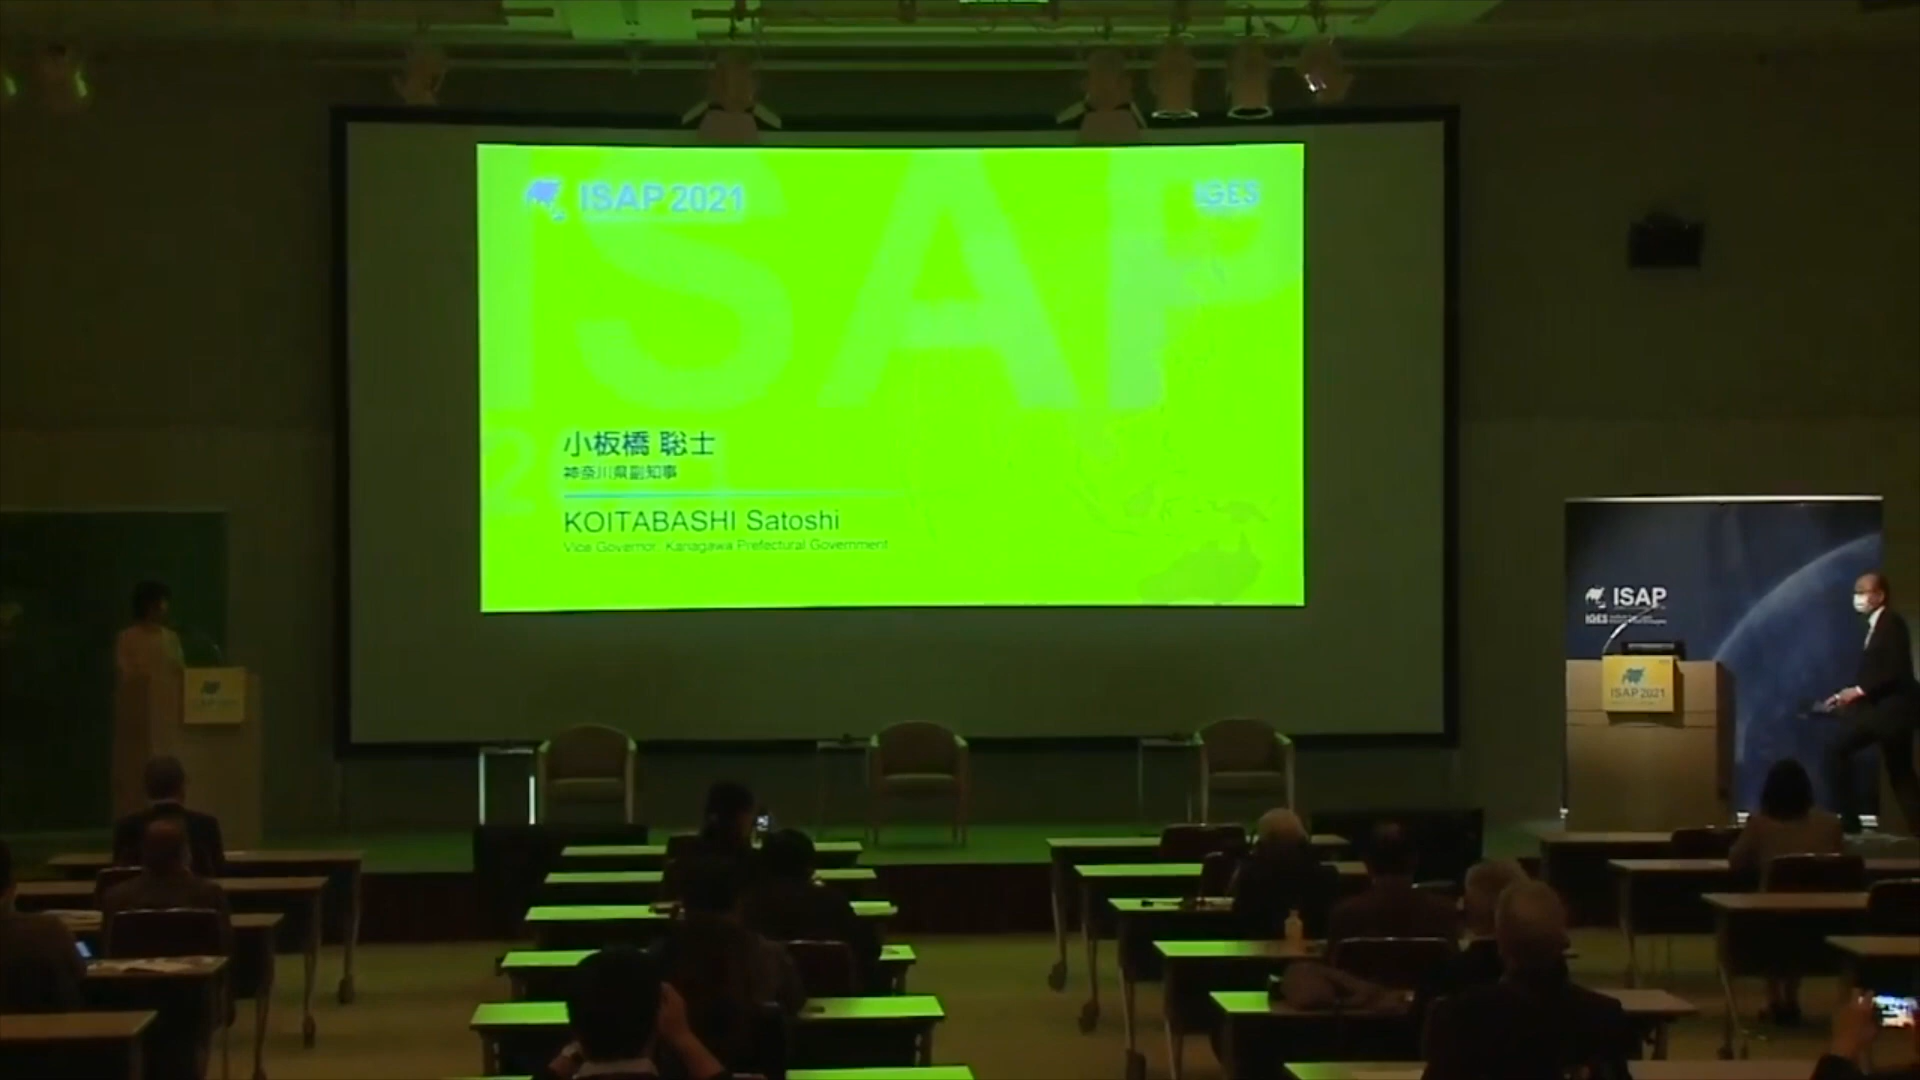 ISAP 2021
IGES
ISAP
小板橋 聡士
神奈川県副知事
KOITABASHI Satoshi
Vice Governor, Kanagawa Prefectural Government
ISAP
IGES
ISAP 2021